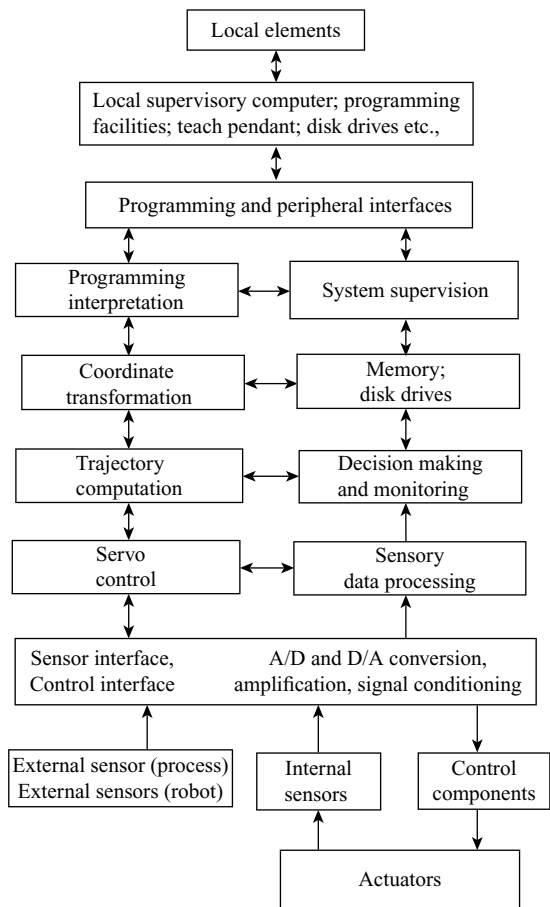 Local elements
Local supervisory computer; programming
facilities; teach pendant; disk drives etc.,
Programming and peripheral interfaces
Programming
interpretation
System supervision
Coordinate
transformation
Memory;
disk drives
Trajectory
computation
Decision making
and monitoring
Servo
control
Sensory
data processing
Sensor interface,
Control interface
A/D and D/A conversion,
amplification, signal conditioning
External sensor (process)
External sensors (robot)
Internal
sensors
Control
components
Actuators